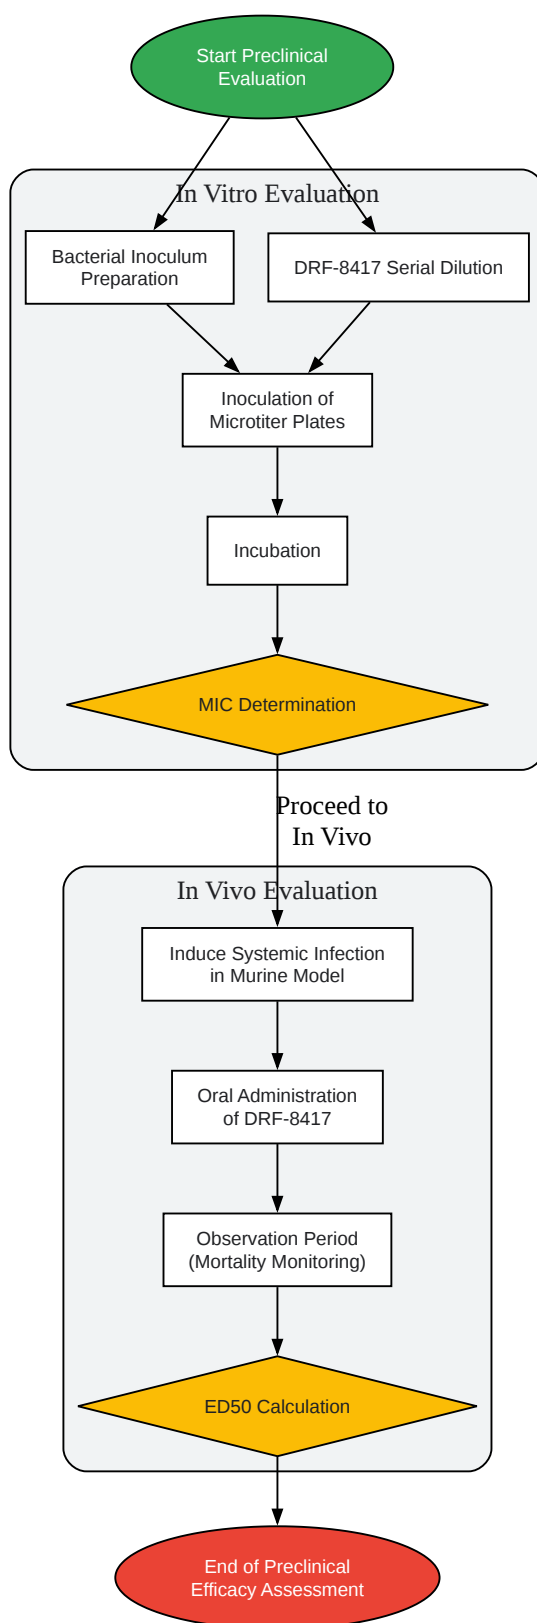 Start Preclinical
Evaluation
In Vitro Evaluation
Bacterial Inoculum
Preparation
DRF-8417 Serial Dilution
Inoculation of
Microtiter Plates
Incubation
MIC Determination
Proceed to
In Vivo
In Vivo Evaluation
Induce Systemic Infection
in Murine Model
Oral Administration
of DRF-8417
Observation Period
(Mortality Monitoring)
ED50 Calculation
End of Preclinical
Efficacy Assessment